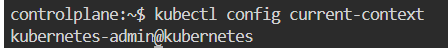 controlplane:~$ kubectl config current-context
kubernetes-admin@kubernetes